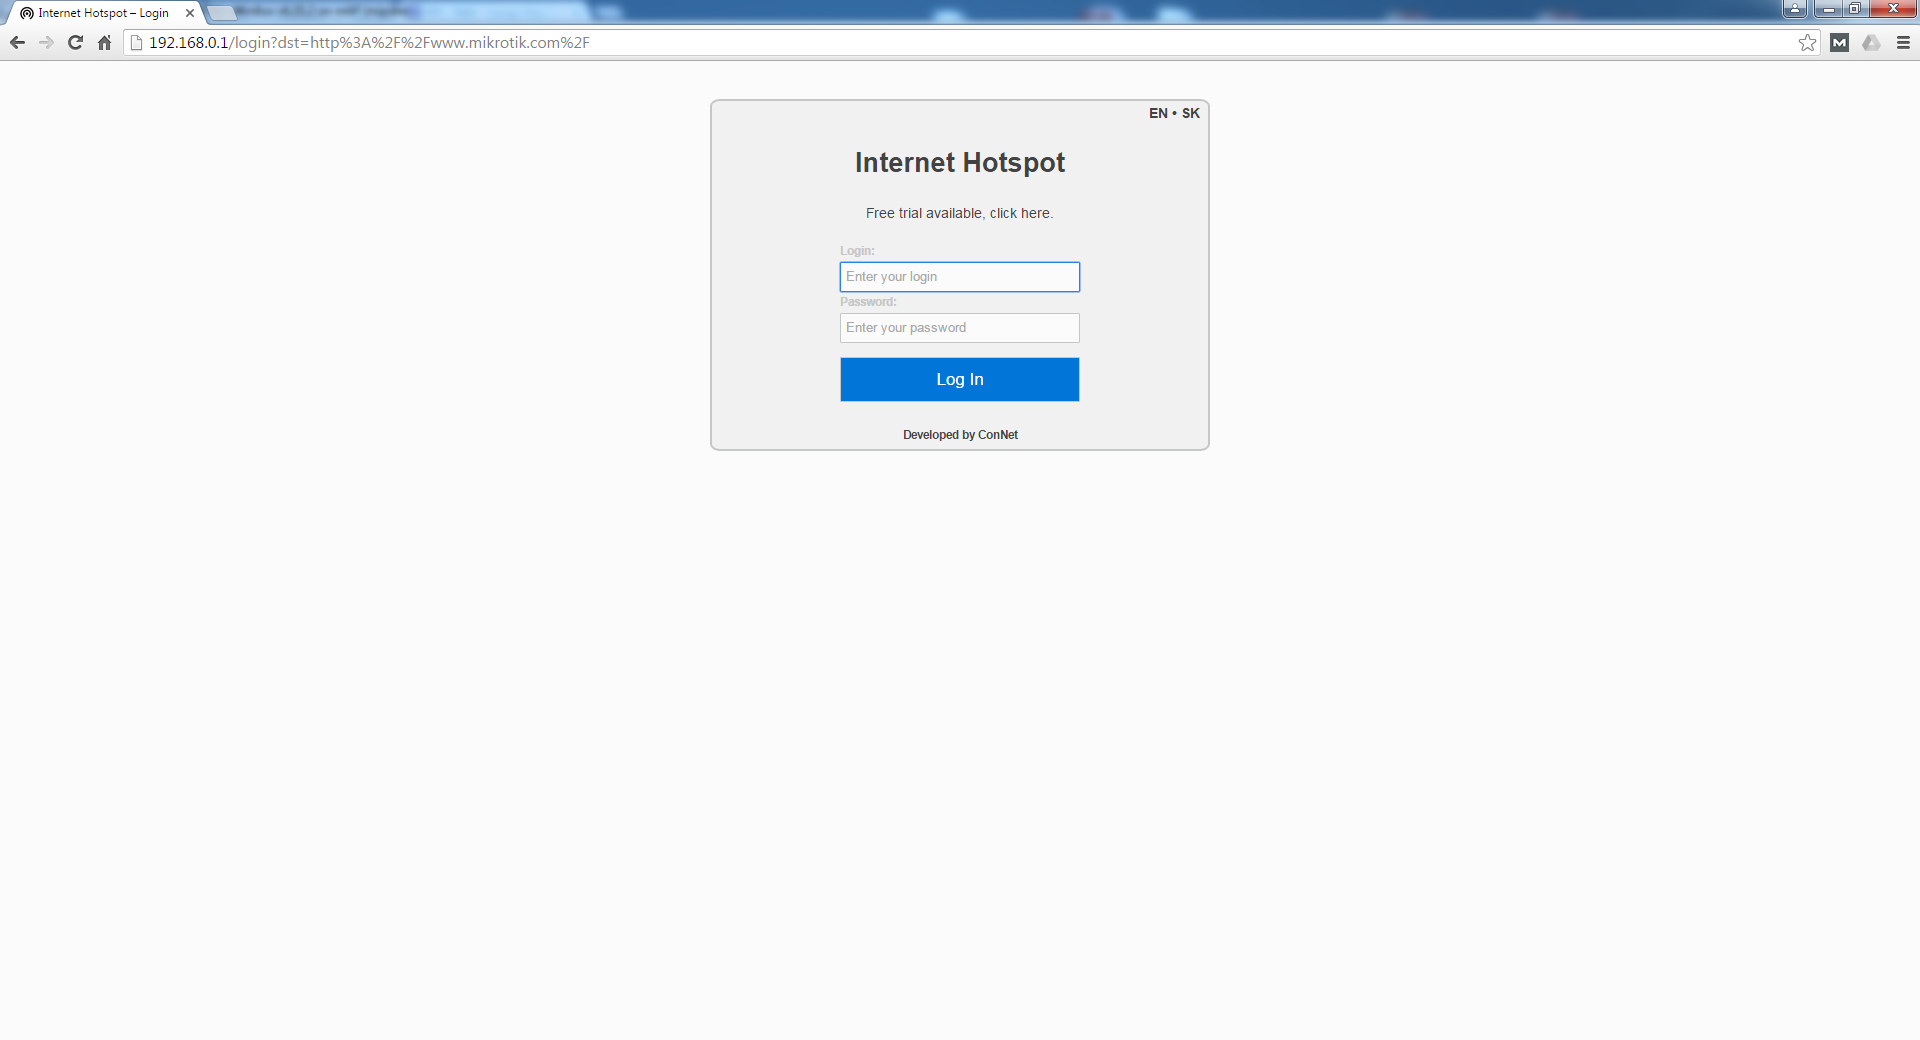 Internet Hotspot – Login
192.168.0.1/login?dst=http%3A%2F%2Fwww.mikrotik.com%2F
EN • SK
Internet Hotspot
Free trial available, click here.
Login:
Enter your login
Password:
Enter your password
Log In
Developed by ConNet